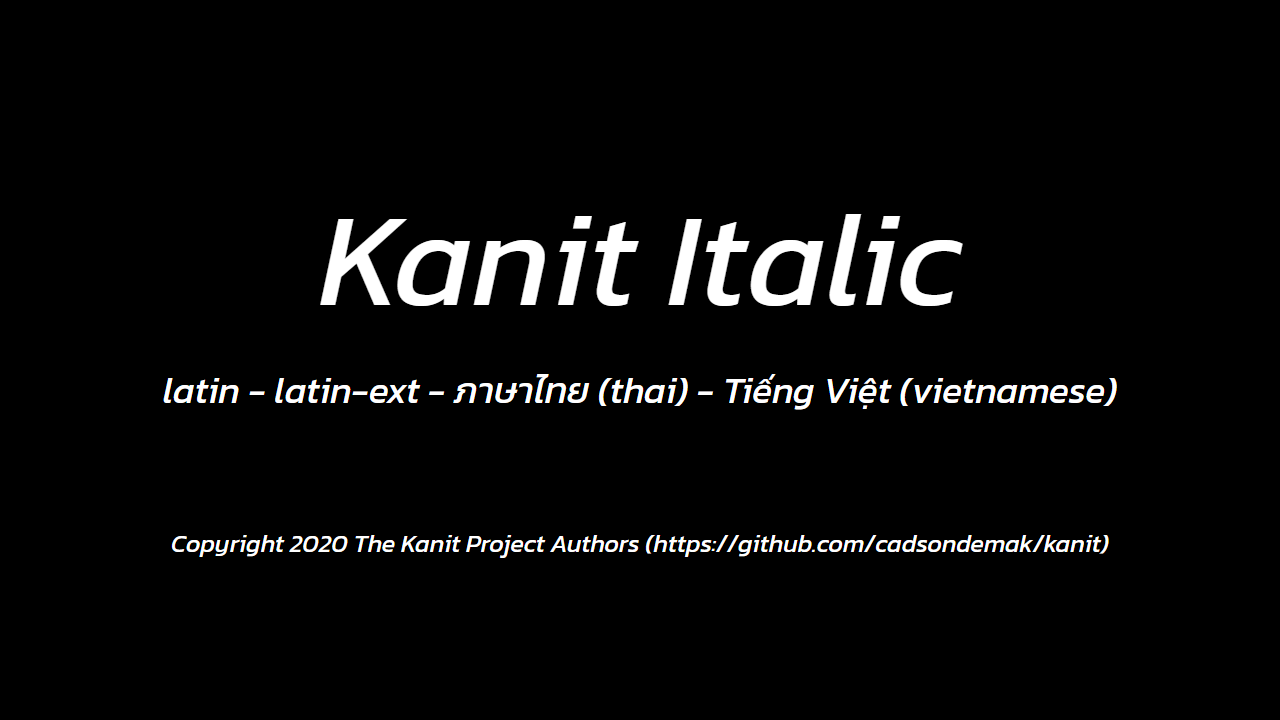 Kanit Italic
latin - latin-ext - ภาษาไทย (thai) - Tiếng Việt (vietnamese)
Copyright 2020 The Kanit Project Authors (https://github.com/cadsondemak/kanit)